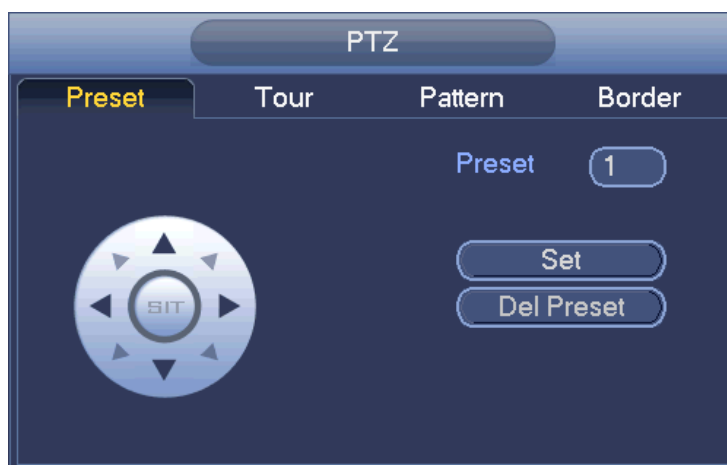 PTZ
Preset Tour Pattern Border
Preset 1
SIT
Set
Del Preset